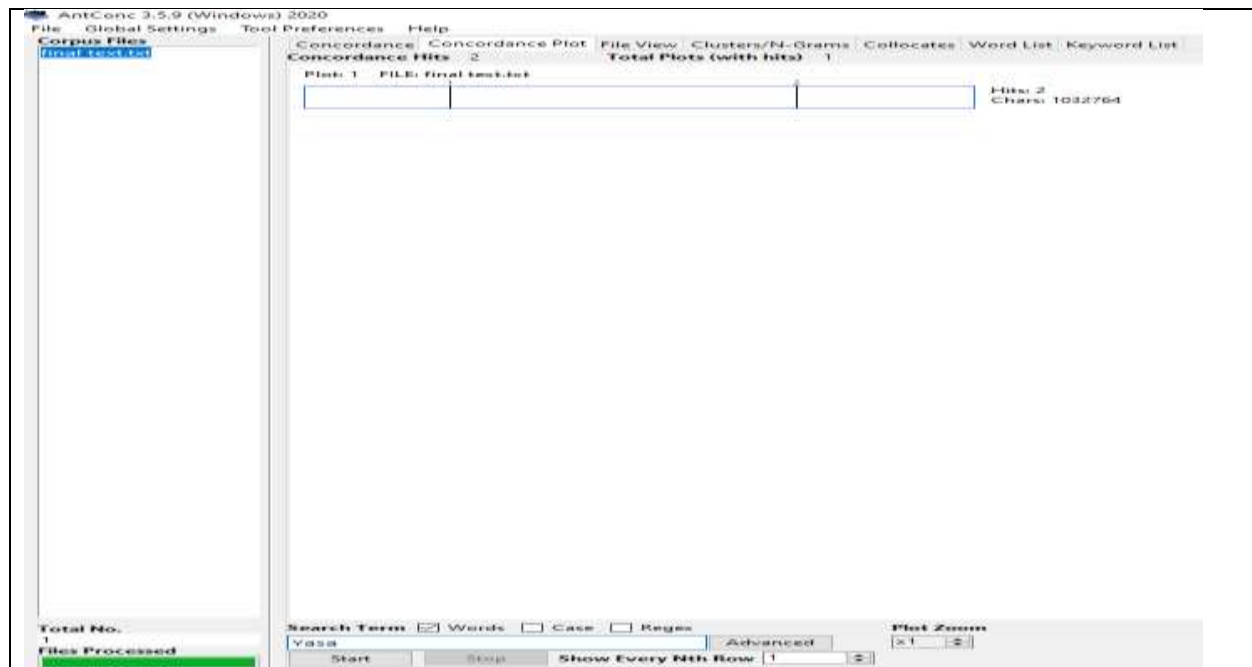 AntConc 3.5.9 (Windows) 2020
File Global Settings Tool Preferences Help
Corpus Files
final text.txt
Concordance Concordance Plot File View Clusters/N-Grams Collocates Word List Keyword List
Concordance Hits 2 Total Plots (with hits) 1
Plot: 1 FILE: final text.txt
Hits: 2
Chars: 1032764
Total No.
1
Files Processed
Search Term Words Case Regex
Yasa
Advanced
Start Stop Show Every Nth Row 1
Plot Zoom
x1